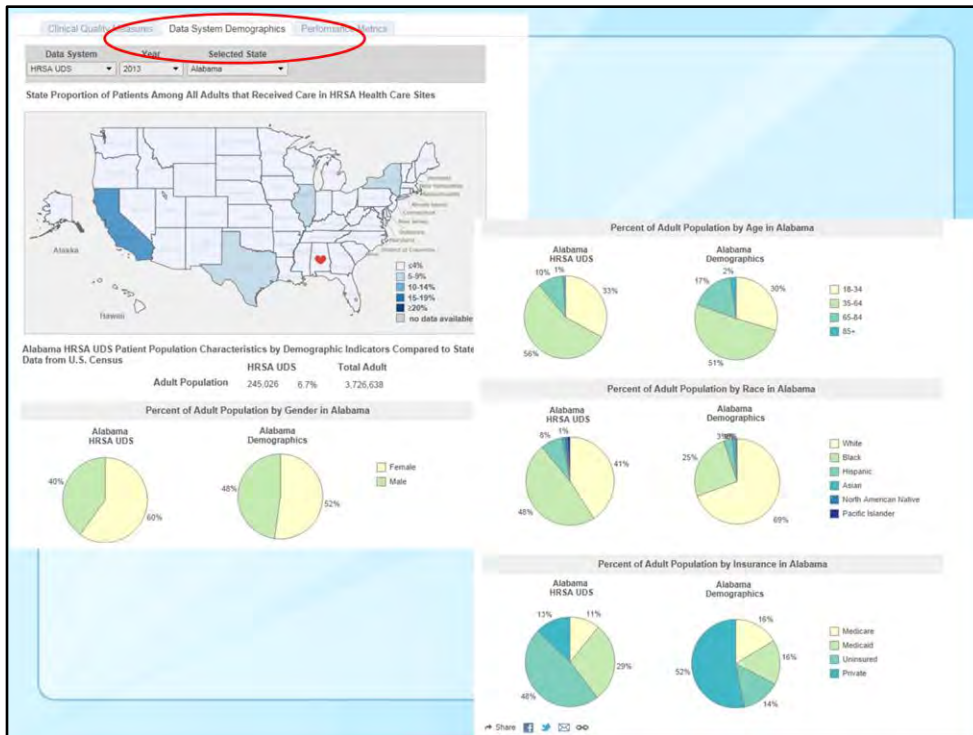 Clinical Quality Measures Data System Demographics Performance Metrics
Data System Year Selected State
HRSA UDS 2013 Alabama
State Proportion of Patients Among All Adults that Received Care in HRSA Health Care Sites
Alaska
Hawaii
≤4%
5-9%
10-14%
15-19%
≥20%
no data available
Alabama HRSA UDS Patient Population Characteristics by Demographic Indicators Compared to State
Data from U.S. Census
HRSA UDS Total Adult
Adult Population 245,026 6.7% 3,726,638
Percent of Adult Population by Gender in Alabama
Alabama
HRSA UDS
40%
60%
Alabama
Demographics
48%
52%
Female
Male
Percent of Adult Population by Age in Alabama
Alabama
HRSA UDS
10% 1%
33%
56%
Alabama
Demographics
17% 2%
30%
51%
18-34
35-64
65-84
85+
Percent of Adult Population by Race in Alabama
Alabama
HRSA UDS
8% 1%
41%
48%
Alabama
Demographics
3%
25%
69%
White
Black
Hispanic
Asian
North American Native
Pacific Islander
Percent of Adult Population by Insurance in Alabama
Alabama
HRSA UDS
13% 11%
29%
48%
Alabama
Demographics
16%
52%
16%
14%
Medicare
Medicaid
Uninsured
Private
Share